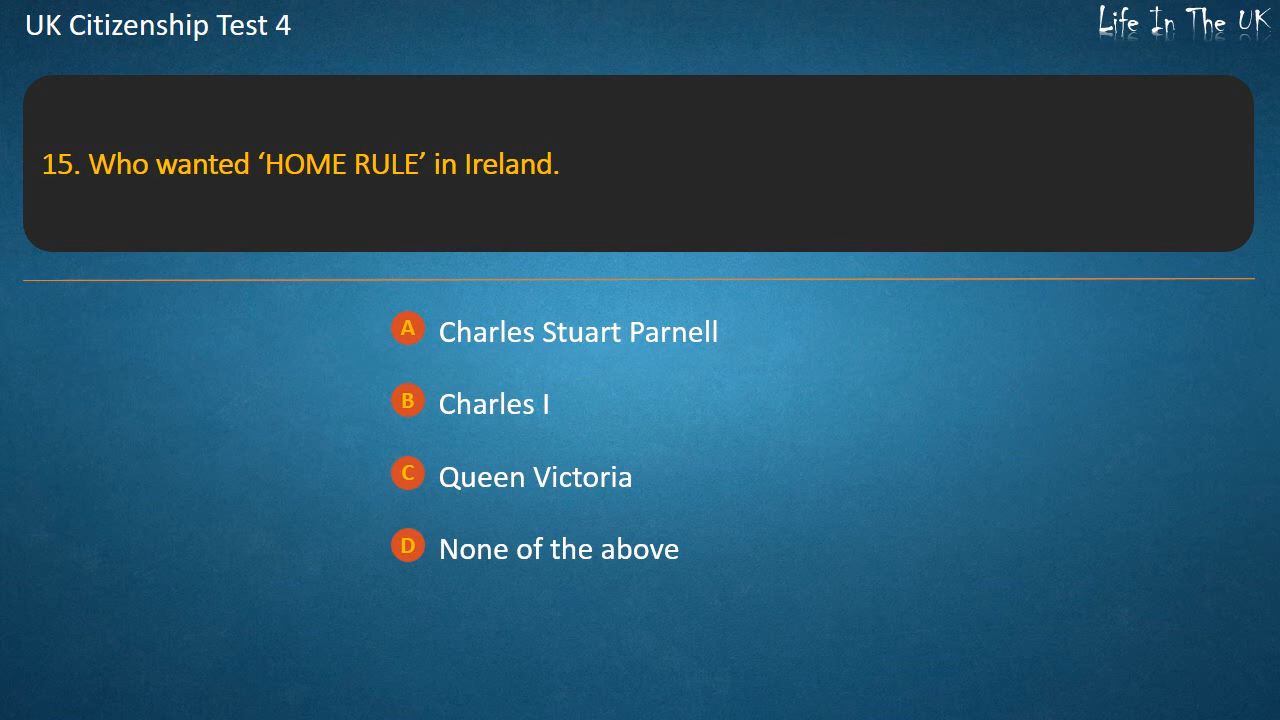 UK Citizenship Test 4
Life In The UK
15. Who wanted ‘HOME RULE’ in Ireland.
A Charles Stuart Parnell
B Charles I
C Queen Victoria
D None of the above